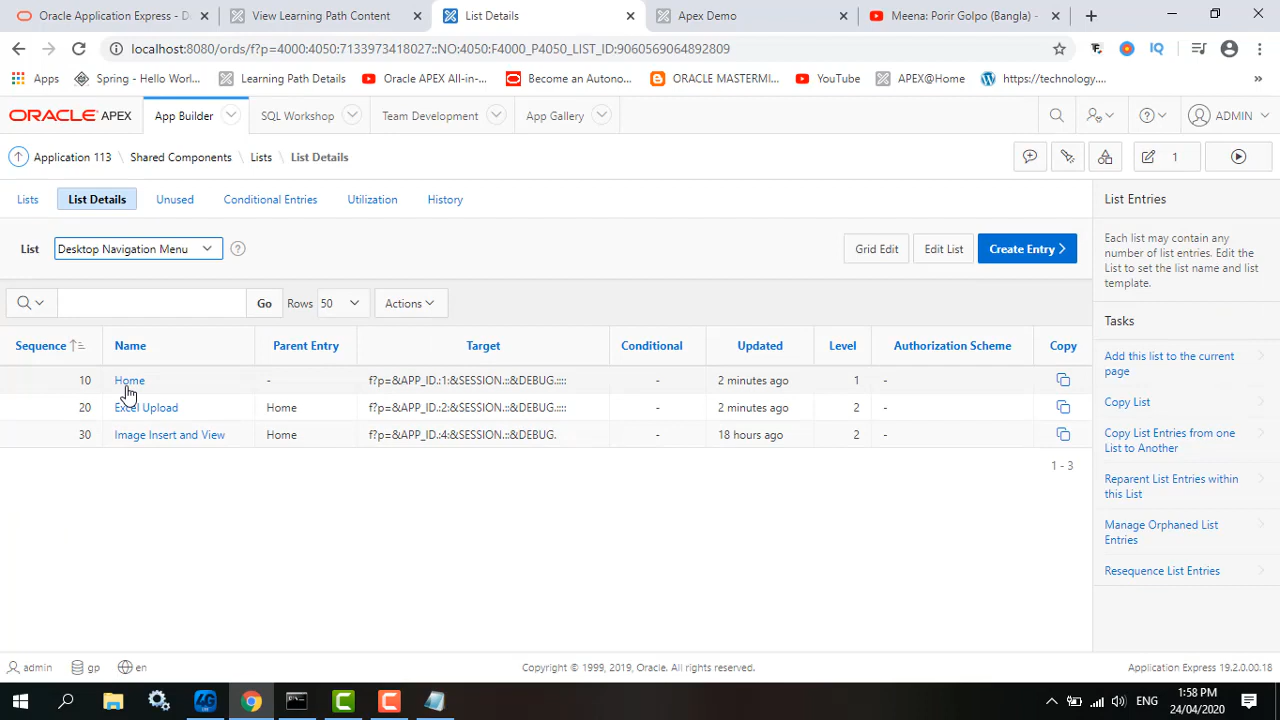 Oracle Application Express - D
View Learning Path Content
List Details
Apex Demo
Meena: Porir Golpo (Bangla) -
localhost:8080/ords/f?p=4000:4050:7133973418027::NO:4050:F4000_P4050_LIST_ID:9060569064892809
Apps
Spring - Hello Worl...
Learning Path Details
Oracle APEX All-in-...
Become an Autono...
ORACLE MASTERMI...
YouTube
APEX@Home
https://technology....
ORACLE APEX
App Builder
SQL Workshop
Team Development
App Gallery
ADMIN
Application 113 \ Shared Components \ Lists \ List Details
1
Lists
List Details
Unused
Conditional Entries
Utilization
History
List Desktop Navigation Menu
Grid Edit
Edit List
Create Entry
Go
Rows 50
Actions
Sequence Name Parent Entry Target Conditional Updated Level Authorization Scheme Copy
10 Home - f?p=&APP_ID.:1:&SESSION.::&DEBUG.:::: - 2 minutes ago 1 -
20 Excel Upload Home f?p=&APP_ID.:2:&SESSION.::&DEBUG.:::: - 2 minutes ago 2 -
30 Image Insert and View Home f?p=&APP_ID.:4:&SESSION.::&DEBUG. - 18 hours ago 2 -
1 - 3
List Entries
Each list may contain any
number of list entries. Edit the
List to set the list name and list
template.
Tasks
Add this list to the current
page
Copy List
Copy List Entries from one
List to Another
Reparent List Entries within
this List
Manage Orphaned List
Entries
Resequence List Entries
admin
gp
en
Copyright © 1999, 2019, Oracle. All rights reserved.
Application Express 19.2.0.00.18
ENG
1:58 PM
24/04/2020